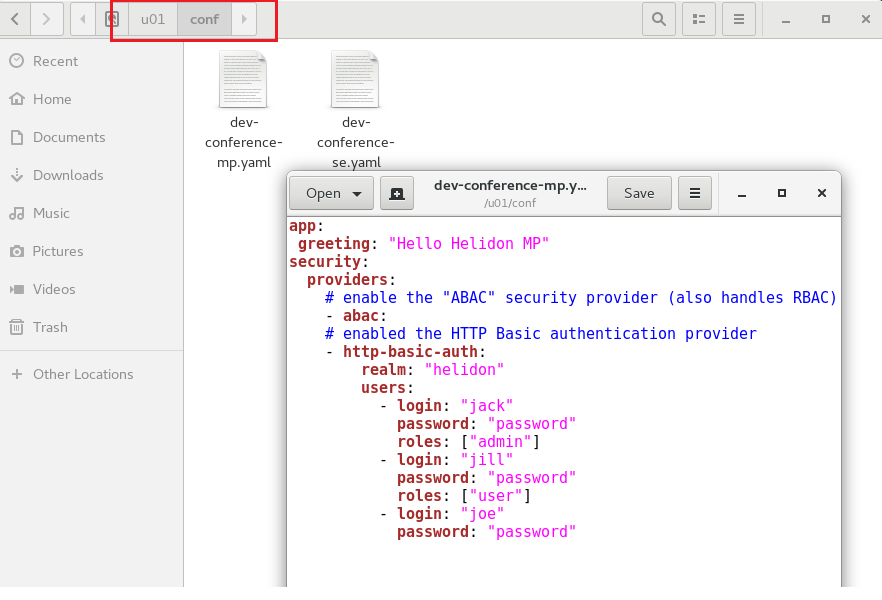 u01 conf
Recent
Home
Documents
Downloads
Music
Pictures
Videos
Trash
Other Locations
dev-
conference-
mp.yaml
dev-
conference-
se.yaml
Open
dev-conference-mp.y...
/u01/conf
Save
app:
 greeting: "Hello Helidon MP"
security:
  providers:
    # enable the "ABAC" security provider (also handles RBAC)
    - abac:
    # enabled the HTTP Basic authentication provider
    - http-basic-auth:
        realm: "helidon"
        users:
          - login: "jack"
            password: "password"
            roles: ["admin"]
          - login: "jill"
            password: "password"
            roles: ["user"]
          - login: "joe"
            password: "password"